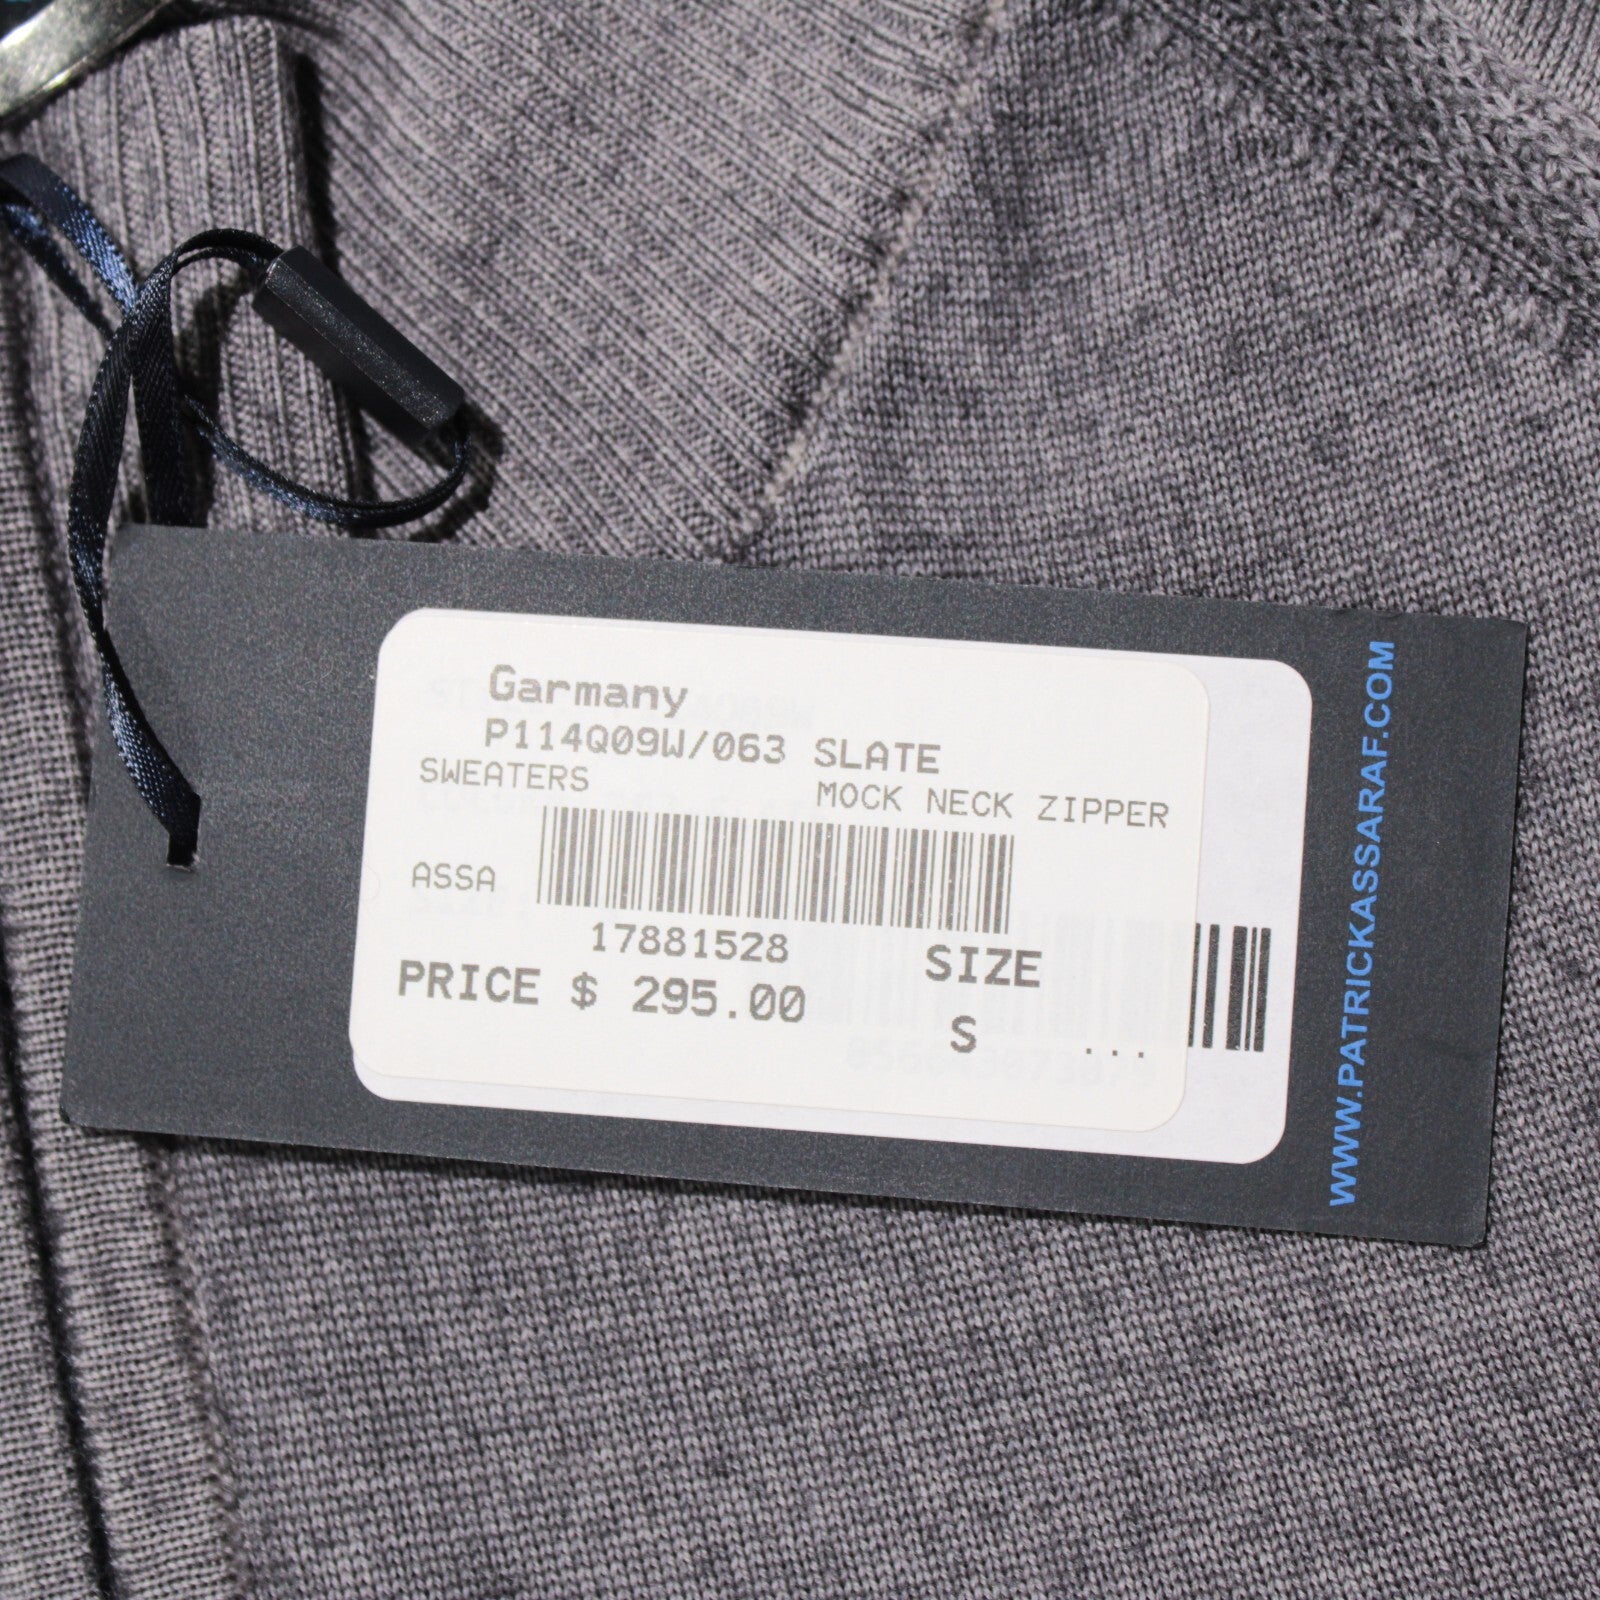 Garmany
P114Q09W/063 SLATE
SWEATERS MOCK NECK ZIPPER
ASSA
17881528
PRICE $ 295.00
SIZE
S ...
WWW.PATRICKASSARAF.COM